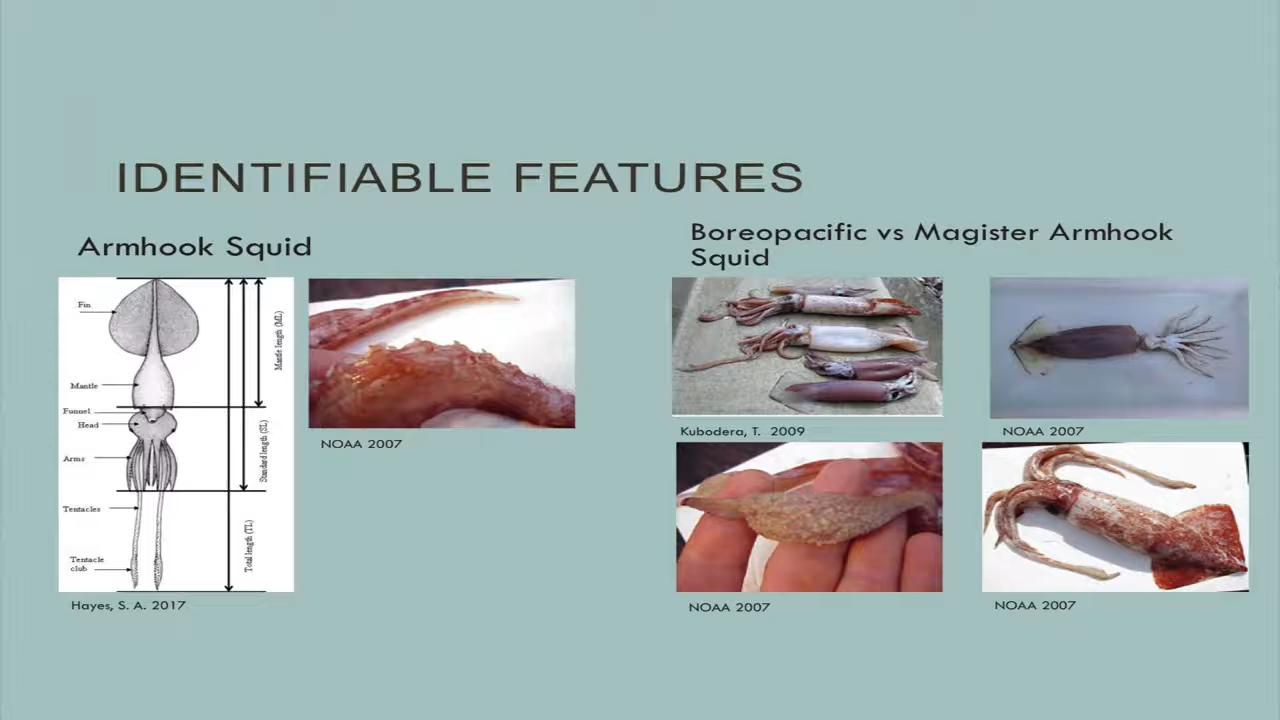 IDENTIFIABLE FEATURES
Armhook Squid
Fin
Mantle
Funnel
Head
Arms
Tentacles
Tentacle
club
Mantle length (ML)
Standard length (SL)
Total length (TL)
Hayes, S. A. 2017
NOAA 2007
Boreopacific vs Magister Armhook
Squid
Kubodera, T. 2009
NOAA 2007
NOAA 2007
NOAA 2007